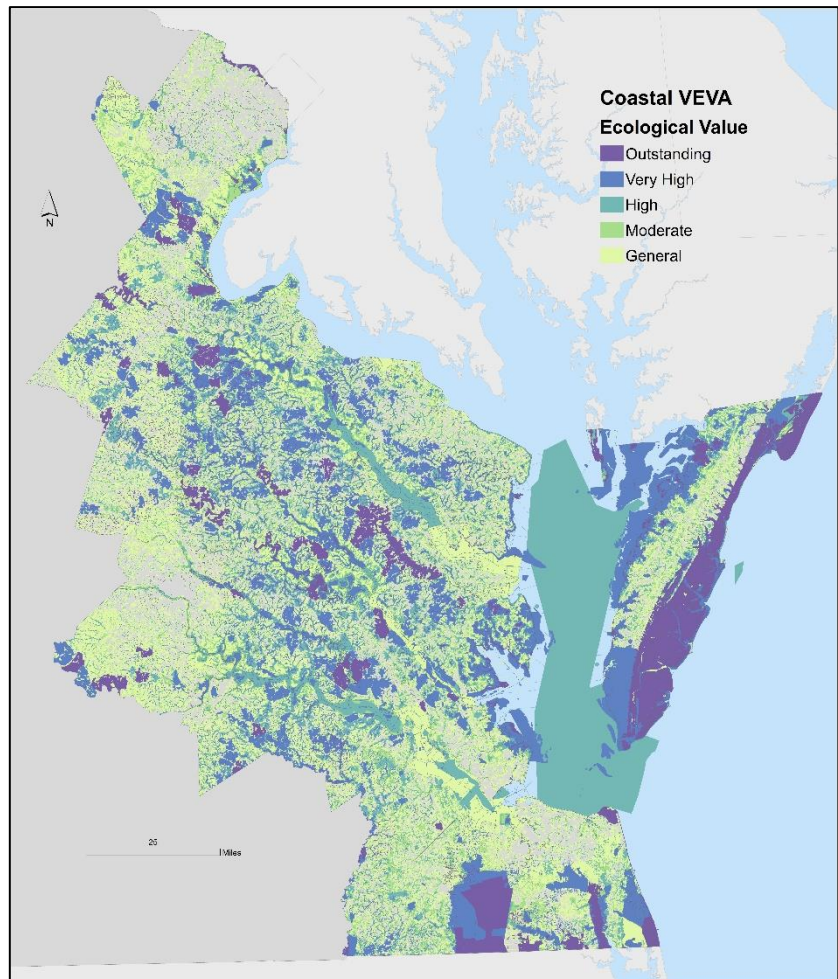 Coastal VEVA
Ecological Value
Outstanding
Very High
High
Moderate
General
N
25
Miles